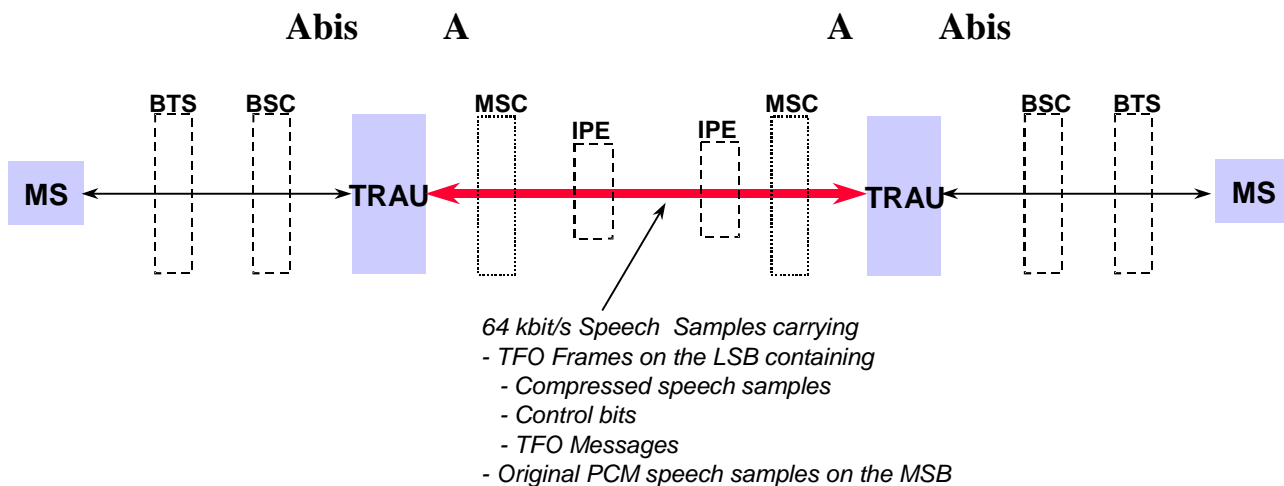 Abis A A Abis
BTS BSC MSC IPE IPE MSC BSC BTS
MS TRAU TRAU MS
64 kbit/s Speech Samples carrying
- TFO Frames on the LSB containing
- Compressed speech samples
- Control bits
- TFO Messages
- Original PCM speech samples on the MSB